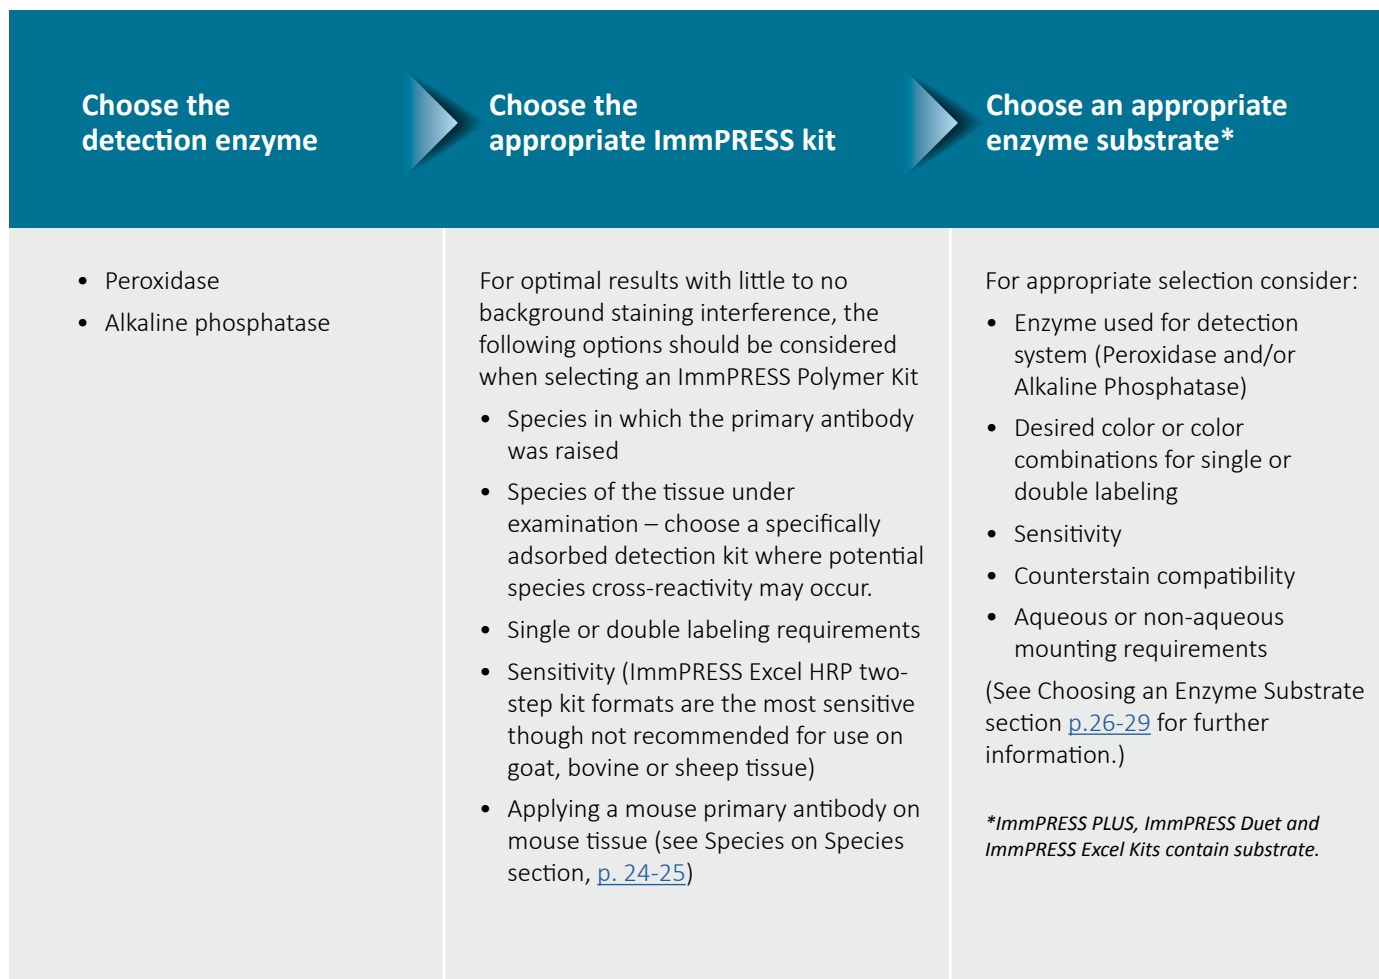 Choose the
detection enzyme
Choose the
appropriate ImmPRESS kit
Choose an appropriate
enzyme substrate*
• Peroxidase
• Alkaline phosphatase
For optimal results with little to no
background staining interference, the
following options should be considered
when selecting an ImmPRESS Polymer Kit
• Species in which the primary antibody
was raised
• Species of the tissue under
examination – choose a specifically
adsorbed detection kit where potential
species cross-reactivity may occur.
• Single or double labeling requirements
• Sensitivity (ImmPRESS Excel HRP two-
step kit formats are the most sensitive
though not recommended for use on
goat, bovine or sheep tissue)
• Applying a mouse primary antibody on
mouse tissue (see Species on Species
section, p. 24-25)
For appropriate selection consider:
• Enzyme used for detection
system (Peroxidase and/or
Alkaline Phosphatase)
• Desired color or color
combinations for single or
double labeling
• Sensitivity
• Counterstain compatibility
• Aqueous or non-aqueous
mounting requirements
(See Choosing an Enzyme Substrate
section p.26-29 for further
information.)
*ImmPRESS PLUS, ImmPRESS Duet and
ImmPRESS Excel Kits contain substrate.